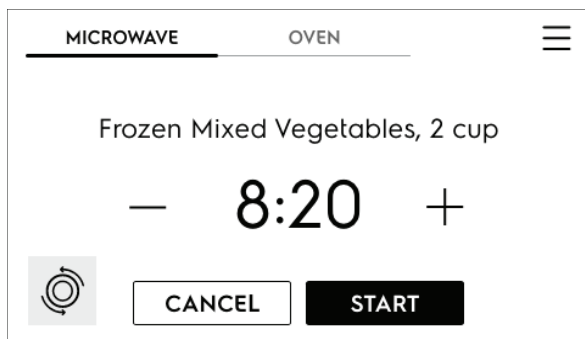 MICROWAVE OVEN
Frozen Mixed Vegetables, 2 cup
— 8:20 +
CANCEL START